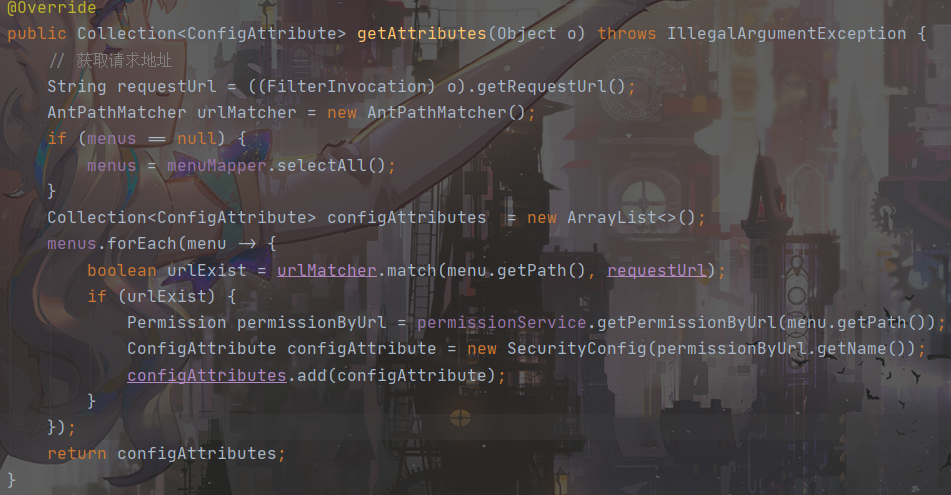 @Override
public Collection<ConfigAttribute> getAttributes(Object o) throws IllegalArgumentException {
// 获取请求地址
String requestUrl = ((FilterInvocation) o).getRequestUrl();
AntPathMatcher urlMatcher = new AntPathMatcher();
if (menus == null) {
menus = menuMapper.selectAll();
}
Collection<ConfigAttribute> configAttributes  = new ArrayList<>();
menus.forEach(menu -> {
boolean urlExist = urlMatcher.match(menu.getPath(), requestUrl);
if (urlExist) {
Permission permissionByUrl = permissionService.getPermissionByUrl(menu.getPath());
ConfigAttribute configAttribute = new SecurityConfig(permissionByUrl.getName());
configAttributes.add(configAttribute);
}
});
return configAttributes;
}